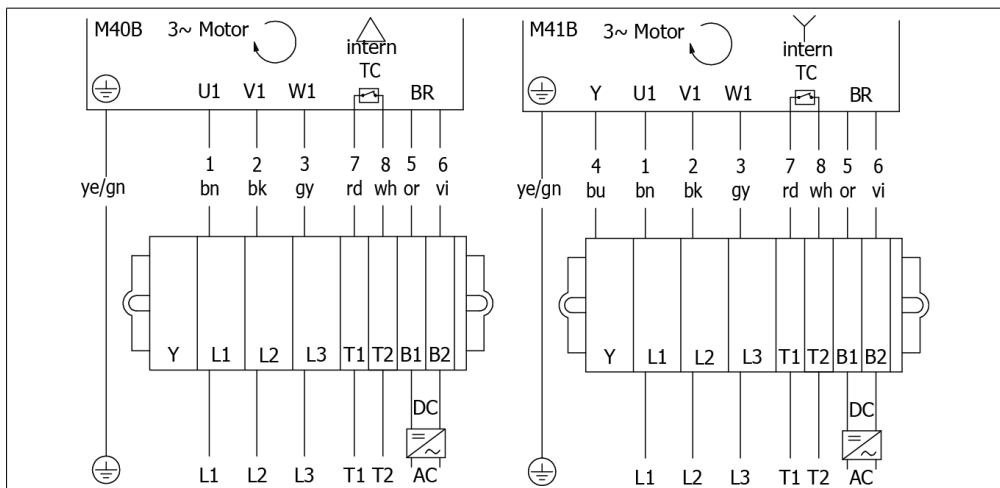 M40B 3~ Motor
intern
TC
U1 V1 W1 BR
1 2 3 7 8 5 6
ye/gn bn bk gy rd wh or vi
Y L1 L2 L3 T1 T2 B1 B2
DC
L1 L2 L3 T1 T2 AC
M41B 3~ Motor
intern
TC
Y U1 V1 W1 BR
4 1 2 3 7 8 5 6
ye/gn bu bn bk gy rd wh or vi
Y L1 L2 L3 T1 T2 B1 B2
DC
L1 L2 L3 T1 T2 AC